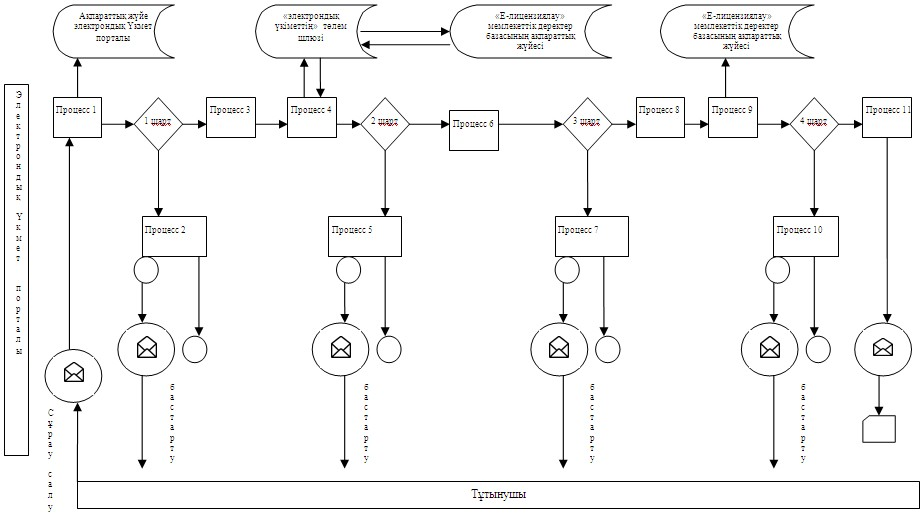 Ақпараттық жүйе
электрондық Үкмет
порталы
«электрондық
үкіметтің» төлем
шлюзі
«Е-лицензиялау»
мемлекеттік деректер
базасының ақпараттық
жүйесі
«Е-лицензиялау»
мемлекеттік деректер
базасының ақпараттық
жүйесі
Электрондық Үкмет порталы
Процесс 1
1 шарт
Процесс 3
Процесс 4
2 шарт
Процесс 6
3 шарт
Процесс 8
Процесс 9
4 шарт
Процесс 11
Процесс 2
Процесс 5
Процесс 7
Процесс 10
Сұрау салу
бастарту
бастарту
бастарту
бастарту
Тұтынушы